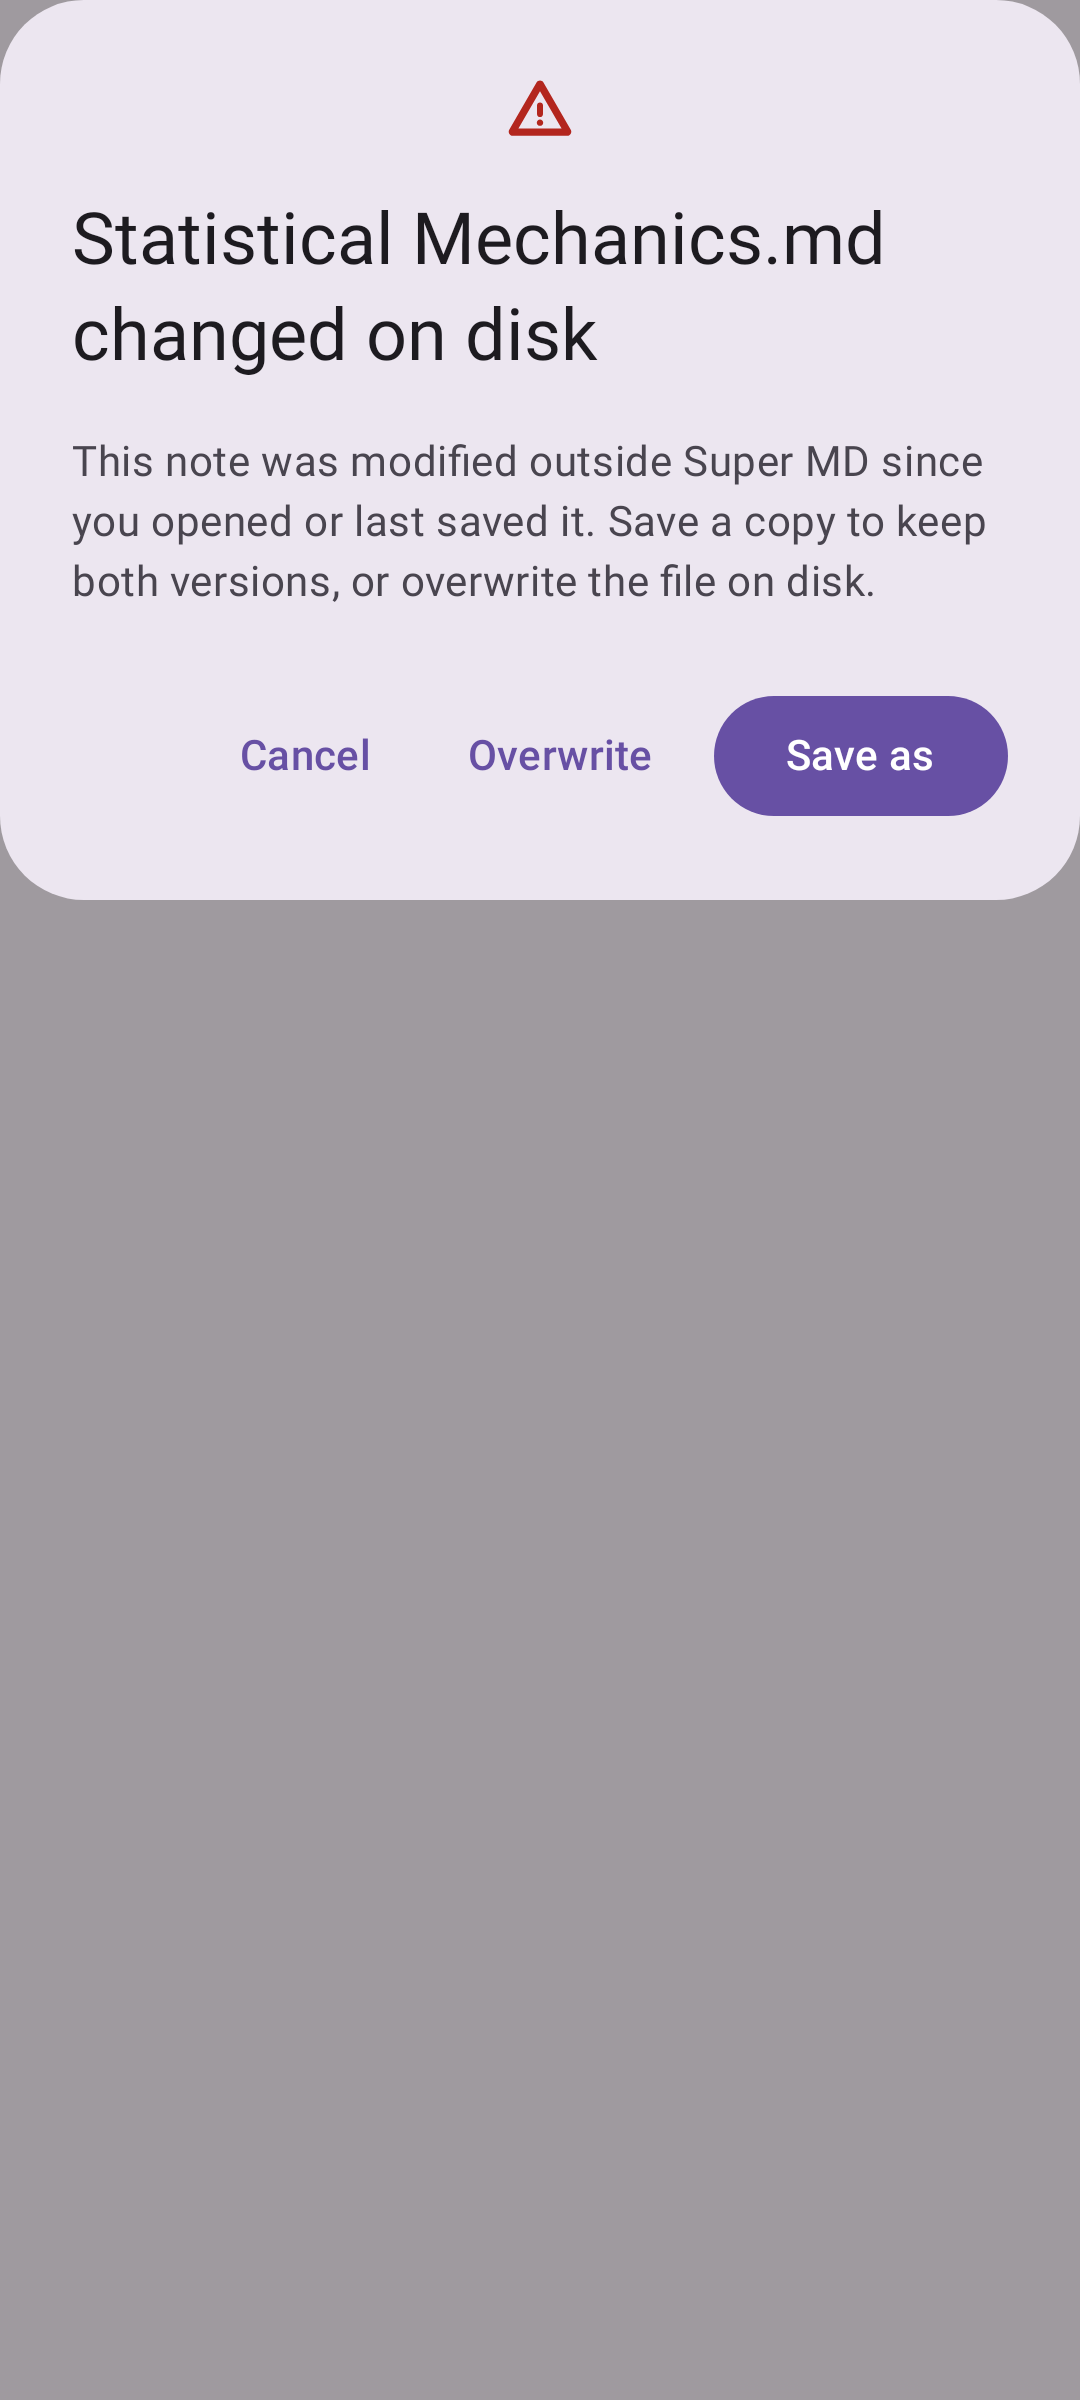 Statistical Mechanics.md
changed on disk
This note was modified outside Super MD since
you opened or last saved it. Save a copy to keep
both versions, or overwrite the file on disk.
Cancel
Overwrite
Save as